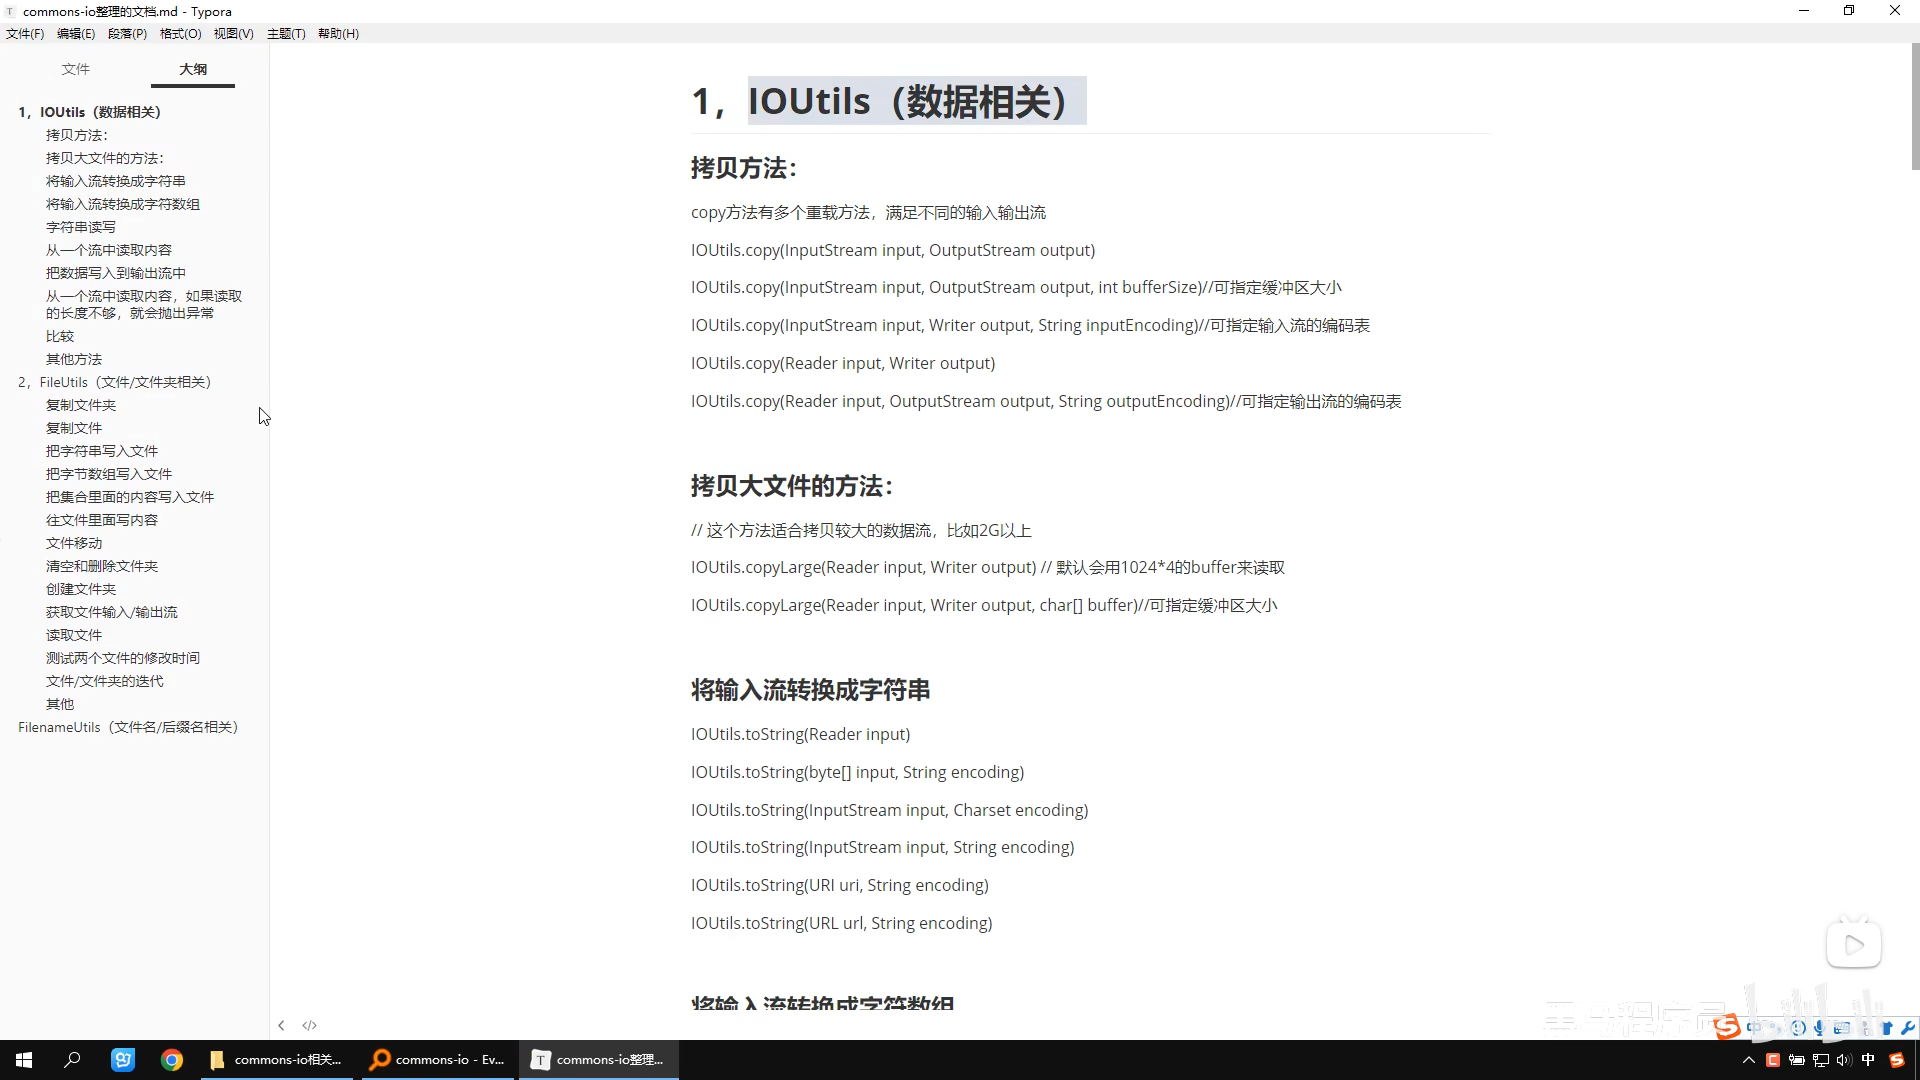 commons-io整理的文档.md - Typora
文件(F) 编辑(E) 段落(P) 格式(O) 视图(V) 主题(T) 帮助(H)
文件 大纲
1，IOUtils（数据相关）
拷贝方法：
拷贝大文件的方法：
将输入流转换成字符串
将输入流转换成字符数组
字符串读写
从一个流中读取内容
把数据写入到输出流中
从一个流中读取内容，如果读取
的长度不够，就会抛出异常
比较
其他方法
2，FileUtils（文件/文件夹相关）
复制文件夹
复制文件
把字符串写入文件
把字节数组写入文件
把集合里面的内容写入文件
往文件里面写内容
文件移动
清空和删除文件夹
创建文件夹
获取文件输入/输出流
读取文件
测试两个文件的修改时间
文件/文件夹的迭代
其他
FilenameUtils（文件名/后缀名相关）
1，IOUtils（数据相关）
拷贝方法：
copy方法有多个重载方法，满足不同的输入输出流
IOUtils.copy(InputStream input, OutputStream output)
IOUtils.copy(InputStream input, OutputStream output, int bufferSize)//可指定缓冲区大小
IOUtils.copy(InputStream input, Writer output, String inputEncoding)//可指定输入流的编码表
IOUtils.copy(Reader input, Writer output)
IOUtils.copy(Reader input, OutputStream output, String outputEncoding)//可指定输出流的编码表
拷贝大文件的方法：
// 这个方法适合拷贝较大的数据流，比如2G以上
IOUtils.copyLarge(Reader input, Writer output) // 默认会用1024*4的buffer来读取
IOUtils.copyLarge(Reader input, Writer output, char[] buffer)//可指定缓冲区大小
将输入流转换成字符串
IOUtils.toString(Reader input)
IOUtils.toString(byte[] input, String encoding)
IOUtils.toString(InputStream input, Charset encoding)
IOUtils.toString(InputStream input, String encoding)
IOUtils.toString(URI uri, String encoding)
IOUtils.toString(URL url, String encoding)
将输入流转换成字符数组
commons-io相关... commons-io - Ev... commons-io整理... 中